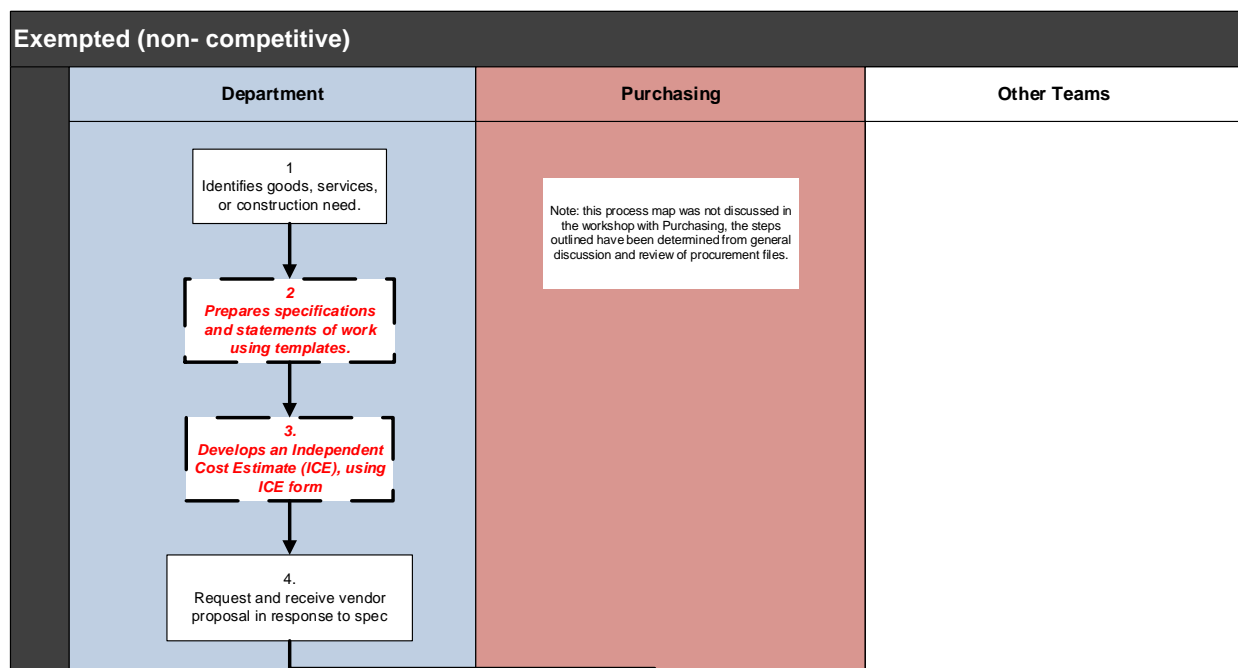 Exempted (non- competitive)
Department
Purchasing
Other Teams
1
Identifies goods, services,
or construction need.
Note: this process map was not discussed in
the workshop with Purchasing, the steps
outlined have been determined from general
discussion and review of procurement files.
2
Prepares specifications
and statements of work
using templates.
3.
Develops an Independent
Cost Estimate (ICE), using
ICE form
4.
Request and receive vendor
proposal in response to spec